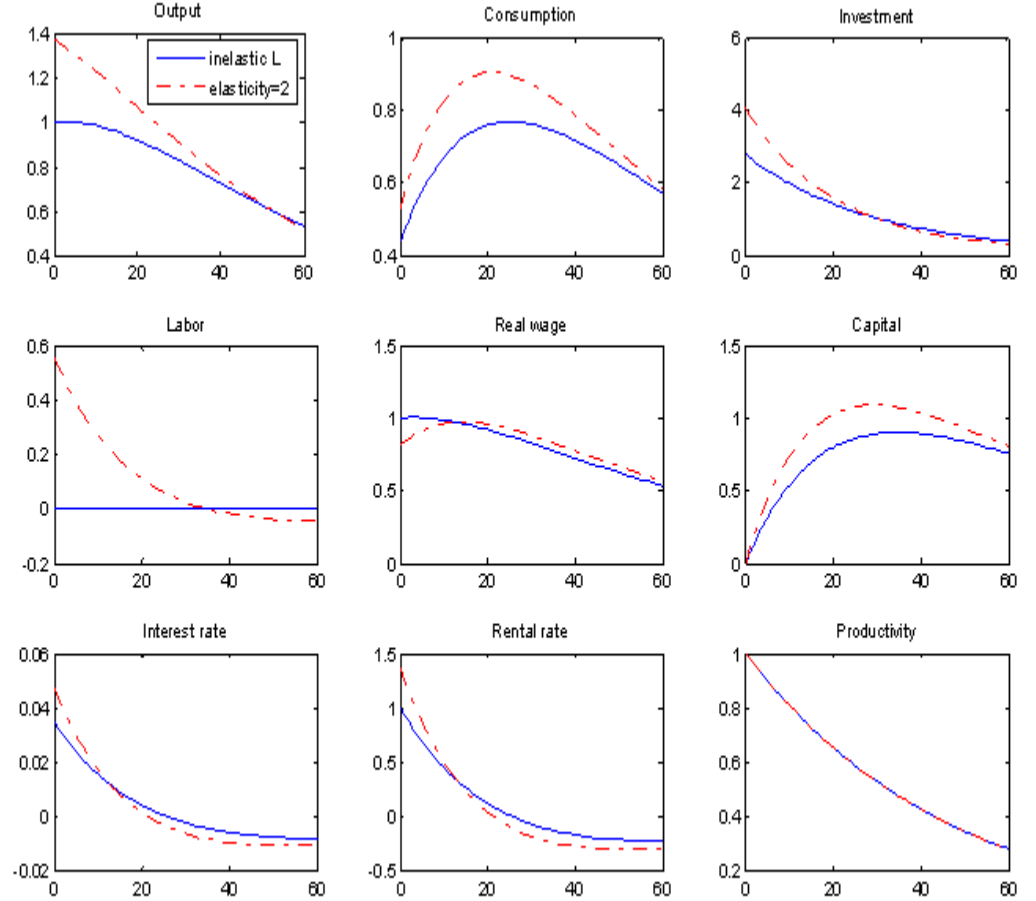 Output
Consumption
Investment
1.4
1.2
1
0.8
0.6
0.4
inelastic L
elasticity=2
0 20 40 60
1
0.8
0.6
0.4
0 20 40 60
6
4
2
0
0 20 40 60
Labor
Real wage
Capital
0.6
0.4
0.2
0
-0.2
0 20 40 60
1.5
1
0.5
0
0 20 40 60
1.5
1
0.5
0
0 20 40 60
Interest rate
Rental rate
Productivity
0.06
0.04
0.02
0
-0.02
0 20 40 60
1.5
1
0.5
0
-0.5
0 20 40 60
1
0.8
0.6
0.4
0.2
0 20 40 60